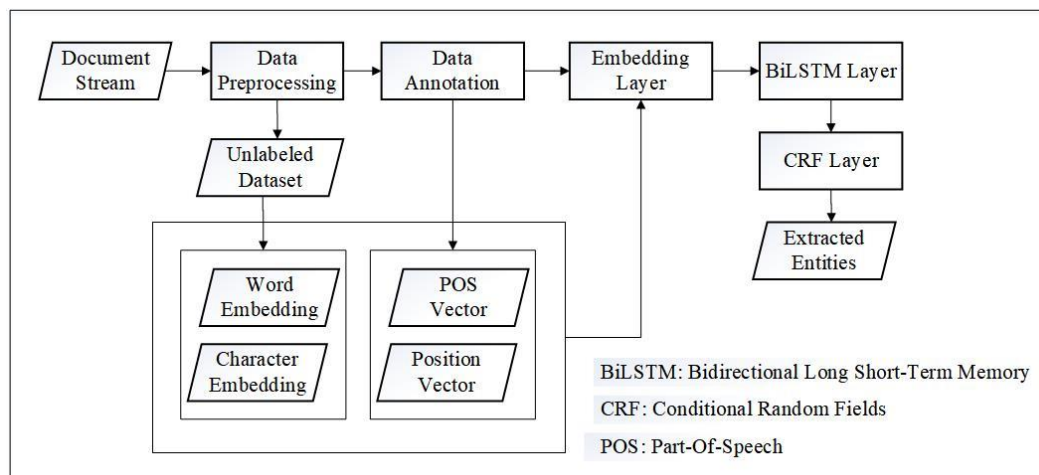 Document
Stream
Data
Preprocessing
Data
Annotation
Embedding
Layer
BiLSTM Layer
Unlabeled
Dataset
CRF Layer
Extracted
Entities
Word
Embedding
POS
Vector
Character
Embedding
Position
Vector
BiLSTM: Bidirectional Long Short-Term Memory
CRF: Conditional Random Fields
POS: Part-Of-Speech